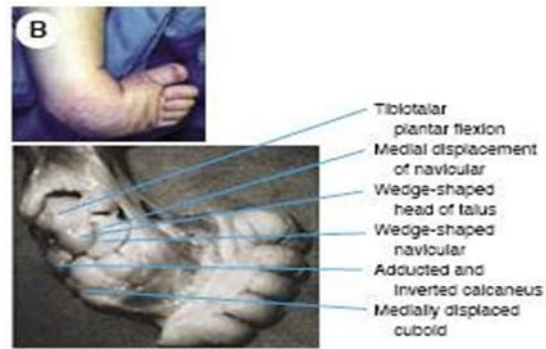 B
Tibiotalar
plantar flexion
Medial displacement
of navicular
Wedge-shaped
head of talus
Wedge-shaped
navicular
Adducted and
inverted calcaneus
Medially displaced
cuboid